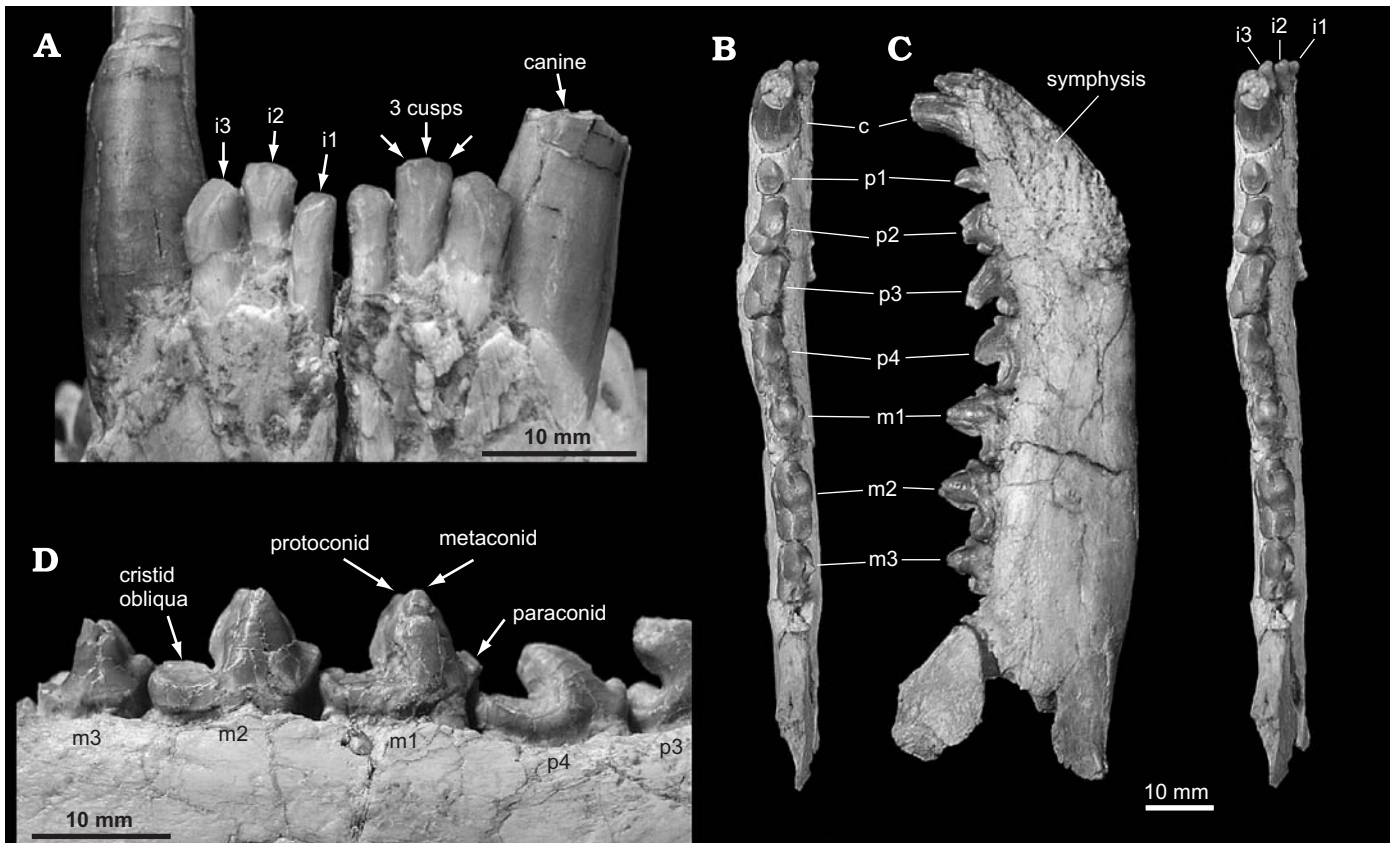 A
canine
3 cusps
i3
i2
i1
10 mm
B
C
i3
i2
i1
symphysis
c
p1
p2
p3
p4
m1
m2
m3
10 mm
D
protoconid
metaconid
cristid
obliqua
paraconid
m3
m2
m1
p4
p3
10 mm